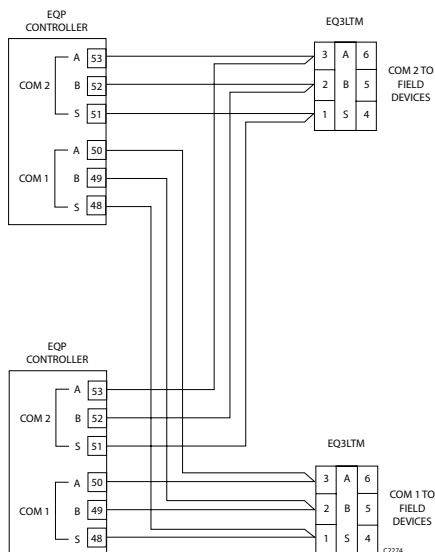 EQP
CONTROLLER
COM 2
A 53
B 52
S 51
COM 1
A 50
B 49
S 48
EQ3LTM
3 A 6
2 B 5
1 S 4
COM 2 TO
FIELD
DEVICES
EQP
CONTROLLER
COM 2
A 53
B 52
S 51
COM 1
A 50
B 49
S 48
EQ3LTM
3 A 6
2 B 5
1 S 4
COM 1 TO
FIELD
DEVICES
C2274